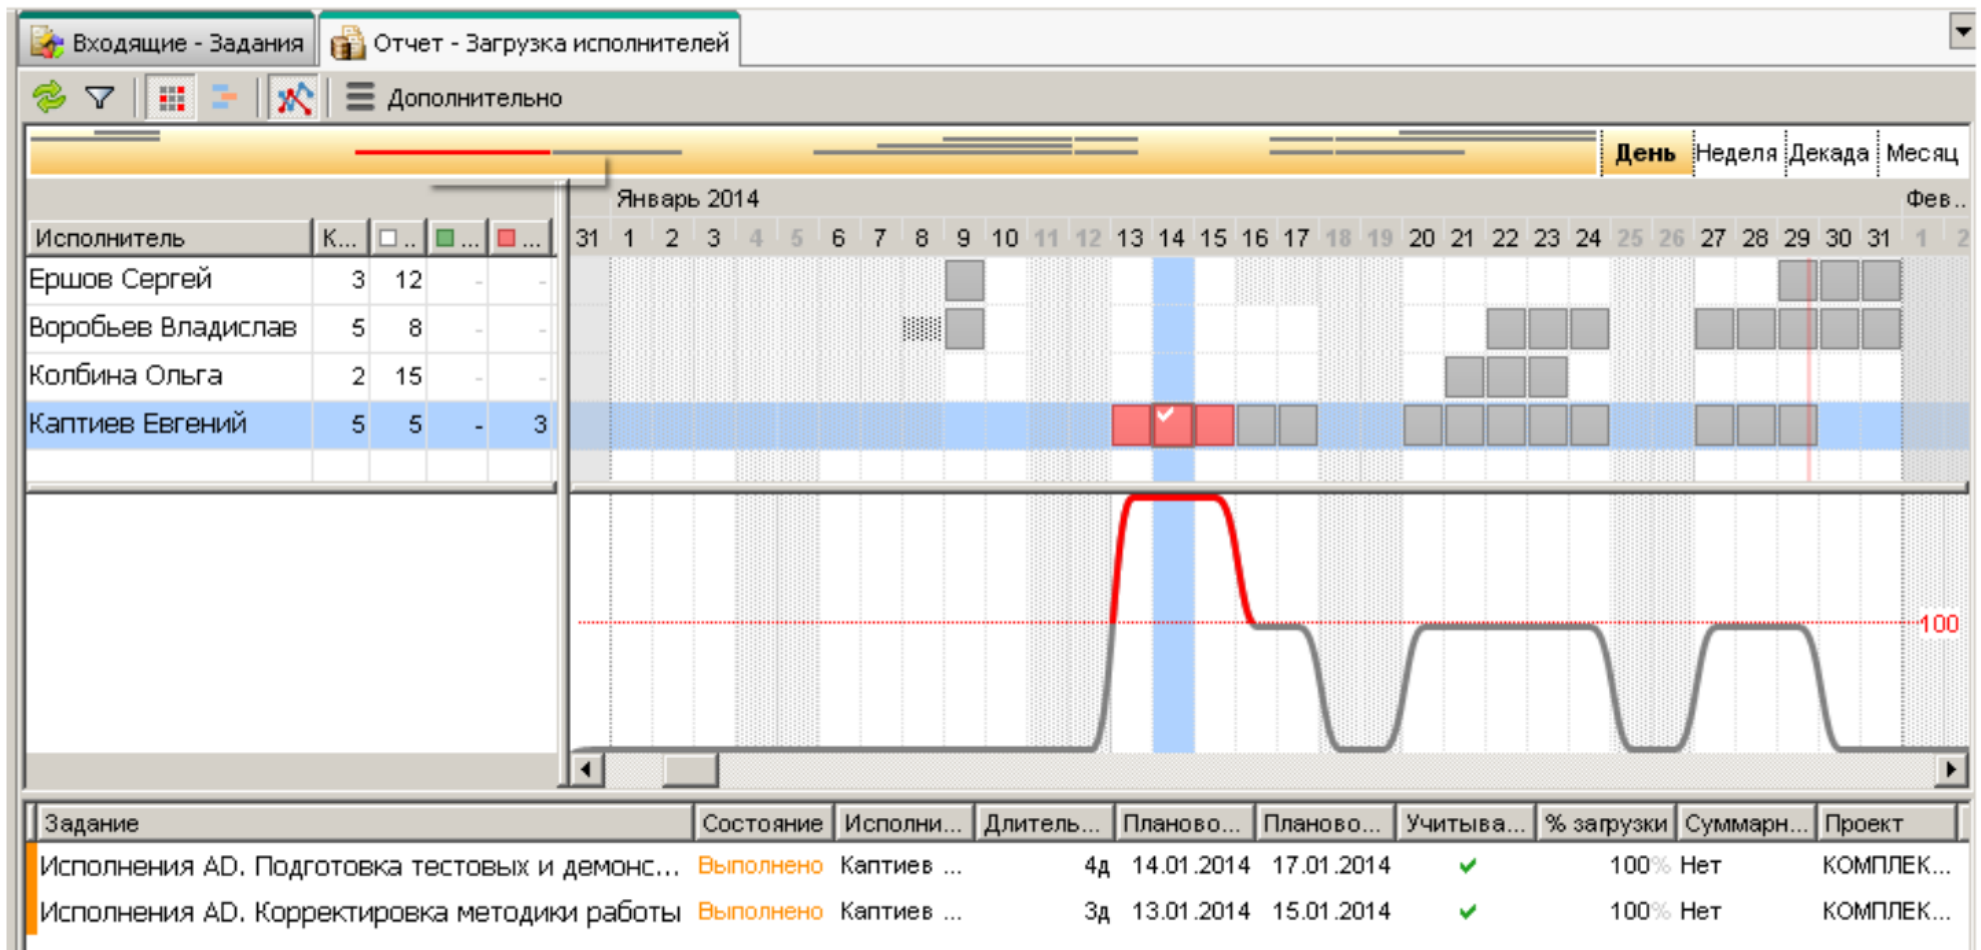 Входящие - Задания Отчет - Загрузка исполнителей
Дополнительно
День Неделя Декада Месяц
Январь 2014 Фев..
Исполнитель К... .. ... ... 31 1 2 3 4 5 6 7 8 9 10 11 12 13 14 15 16 17 18 19 20 21 22 23 24 25 26 27 28 29 30 31 1 2
Ершов Сергей 3 12 - -
Воробьев Владислав 5 8 - -
Колбина Ольга 2 15 - -
Каптиев Евгений 5 5 - 3
100
Задание Состояние Исполни... Длитель... Планово... Планово... Учитыва... % загрузки Суммарн... Проект
Исполнения AD. Подготовка тестовых и демонс... Выполнено Каптиев ... 4д 14.01.2014 17.01.2014 100% Нет КОМПЛЕК...
Исполнения AD. Корректировка методики работы Выполнено Каптиев ... 3д 13.01.2014 15.01.2014 100% Нет КОМПЛЕК...